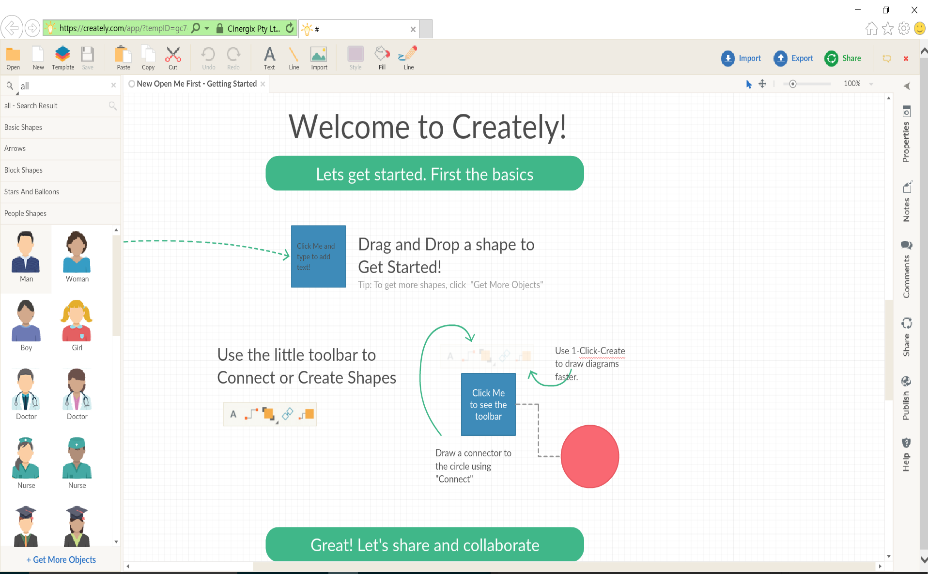 https://creately.com/app/?tempID=gc7
Cinergix Pty Lt...
#
Open
New
Template
Save
Paste
Copy
Cut
Undo
Redo
Text
Line
Import
Style
Fill
Line
Import
Export
Share
all
New Open Me First - Getting Started
100%
all - Search Result
Basic Shapes
Arrows
Block Shapes
Stars And Balloons
People Shapes
Man
Woman
Boy
Girl
Doctor
Doctor
Nurse
Nurse
+ Get More Objects
Welcome to Creately!
Lets get started. First the basics
Click Me and
type to add
text!
Drag and Drop a shape to
Get Started!
Tip: To get more shapes, click "Get More Objects"
Use the little toolbar to
Connect or Create Shapes
A
A
Use 1-Click-Create
to draw diagrams
faster.
Click Me
to see the
toolbar
Draw a connector to
the circle using
"Connect"
Great! Let's share and collaborate
Properties
Notes
Comments
Share
Publish
Help